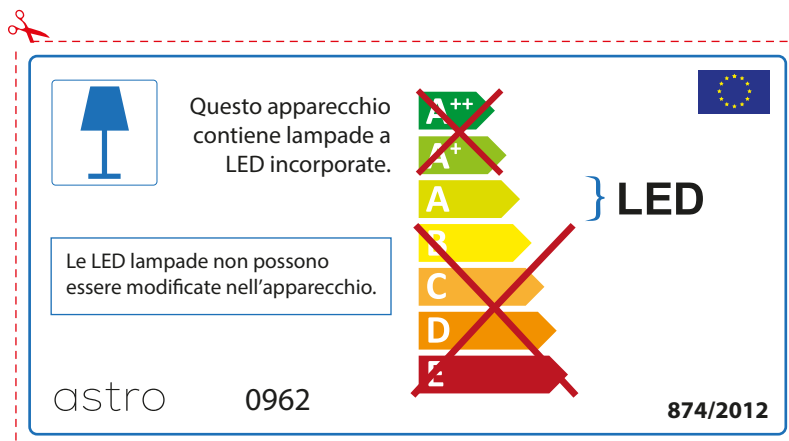 Questo apparecchio
contiene lampade a
LED incorporate.
A++
A+
A
B
C
D
E
LED
Le LED lampade non possono
essere modificate nell'apparecchio.
astro
0962
874/2012